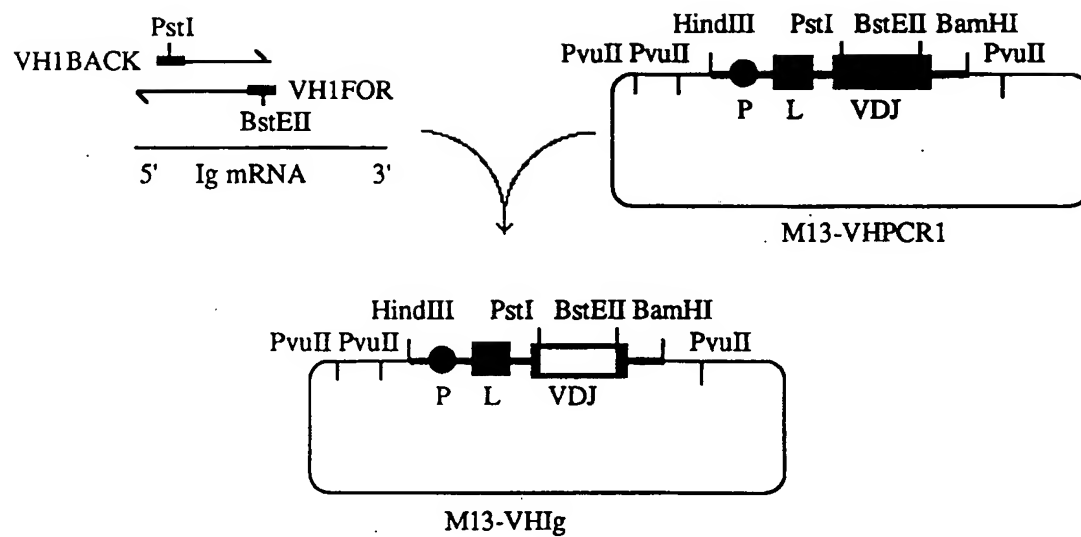 PstI
VH1BACK
VH1FOR
BstEII
5' Ig mRNA 3'
HindIII PstI BstEII BamHI
PvuII PvuII PvuII
P L VDJ
M13-VHPCR1
HindIII PstI BstEII BamHI
PvuII PvuII PvuII
P L VDJ
M13-VHIg